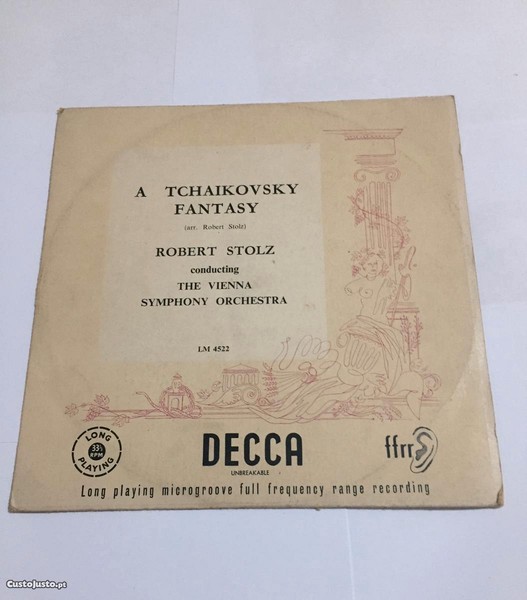 A TCHAIKOVSKY
FANTASY
(arr. Robert Stolz)
ROBERT STOLZ
conducting
THE VIENNA
SYMPHONY ORCHESTRA
LM 4522
LONG
33⅓
RPM
PLAYING
DECCA
UNBREAKABLE
ffrr
Long playing microgroove full frequency range recording
© CustoJusto.pt